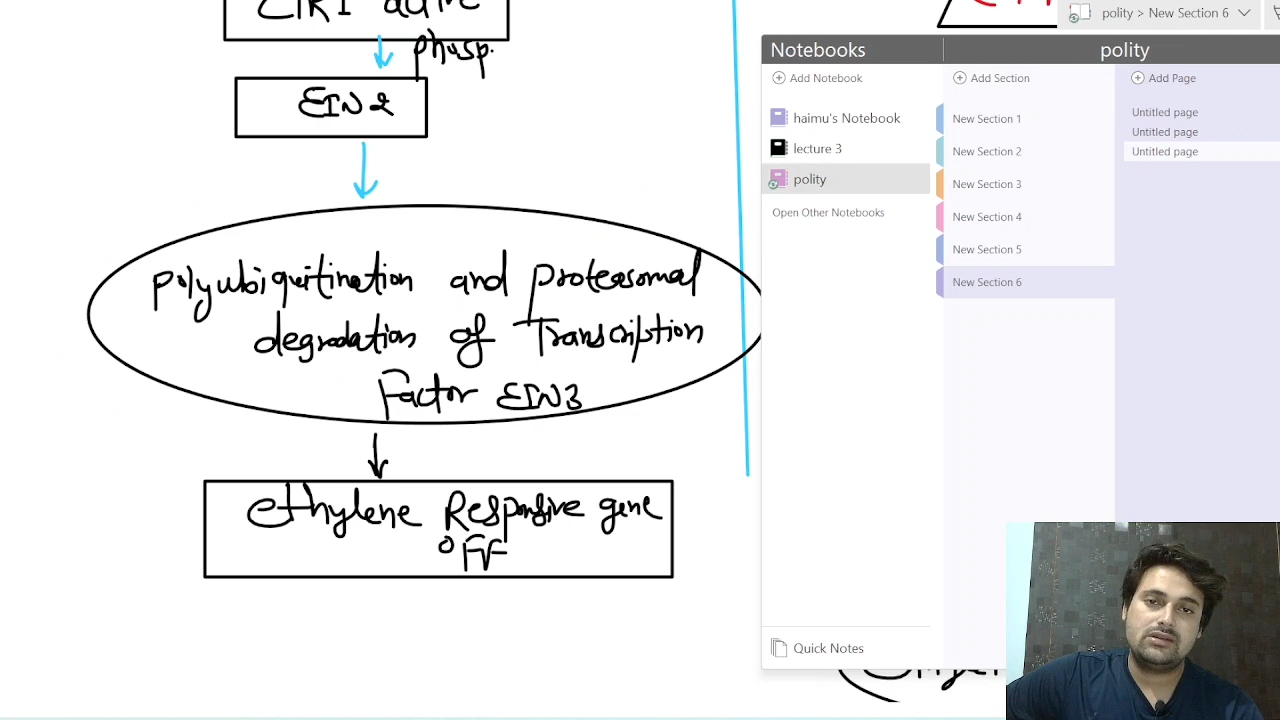 CTR1 active
phosp.
EIN2
polyubiquitination and proteasomal
degradation of Transcription
Factor EIN3
ethylene Responsive gene
OFF
polity > New Section 6
Notebooks
polity
Add Notebook
Add Section
Add Page
haimu's Notebook
lecture 3
polity
Open Other Notebooks
New Section 1
New Section 2
New Section 3
New Section 4
New Section 5
New Section 6
Untitled page
Untitled page
Untitled page
Quick Notes